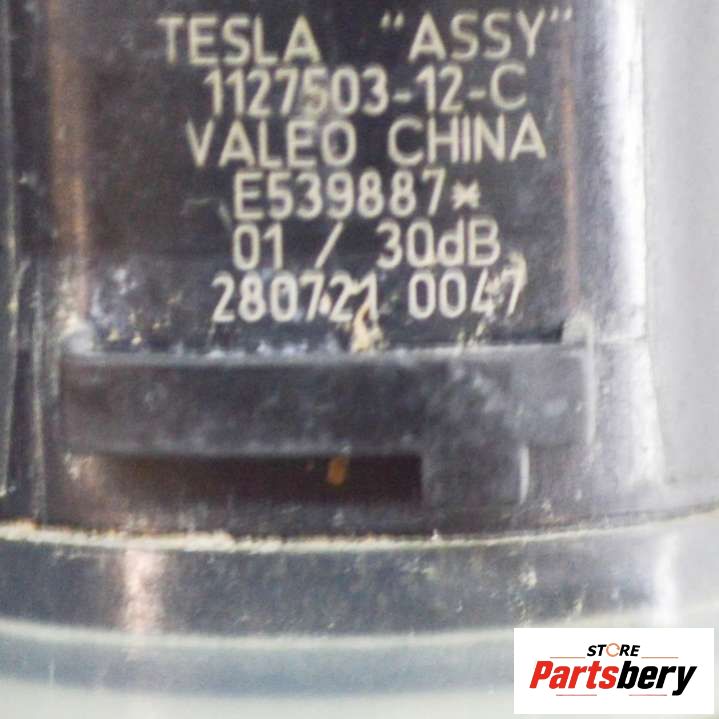 TESLA "ASSY"
1127503-12-C
VALEO CHINA
E539887*
01 / 30dB
280721 0047
STORE
Partsbery